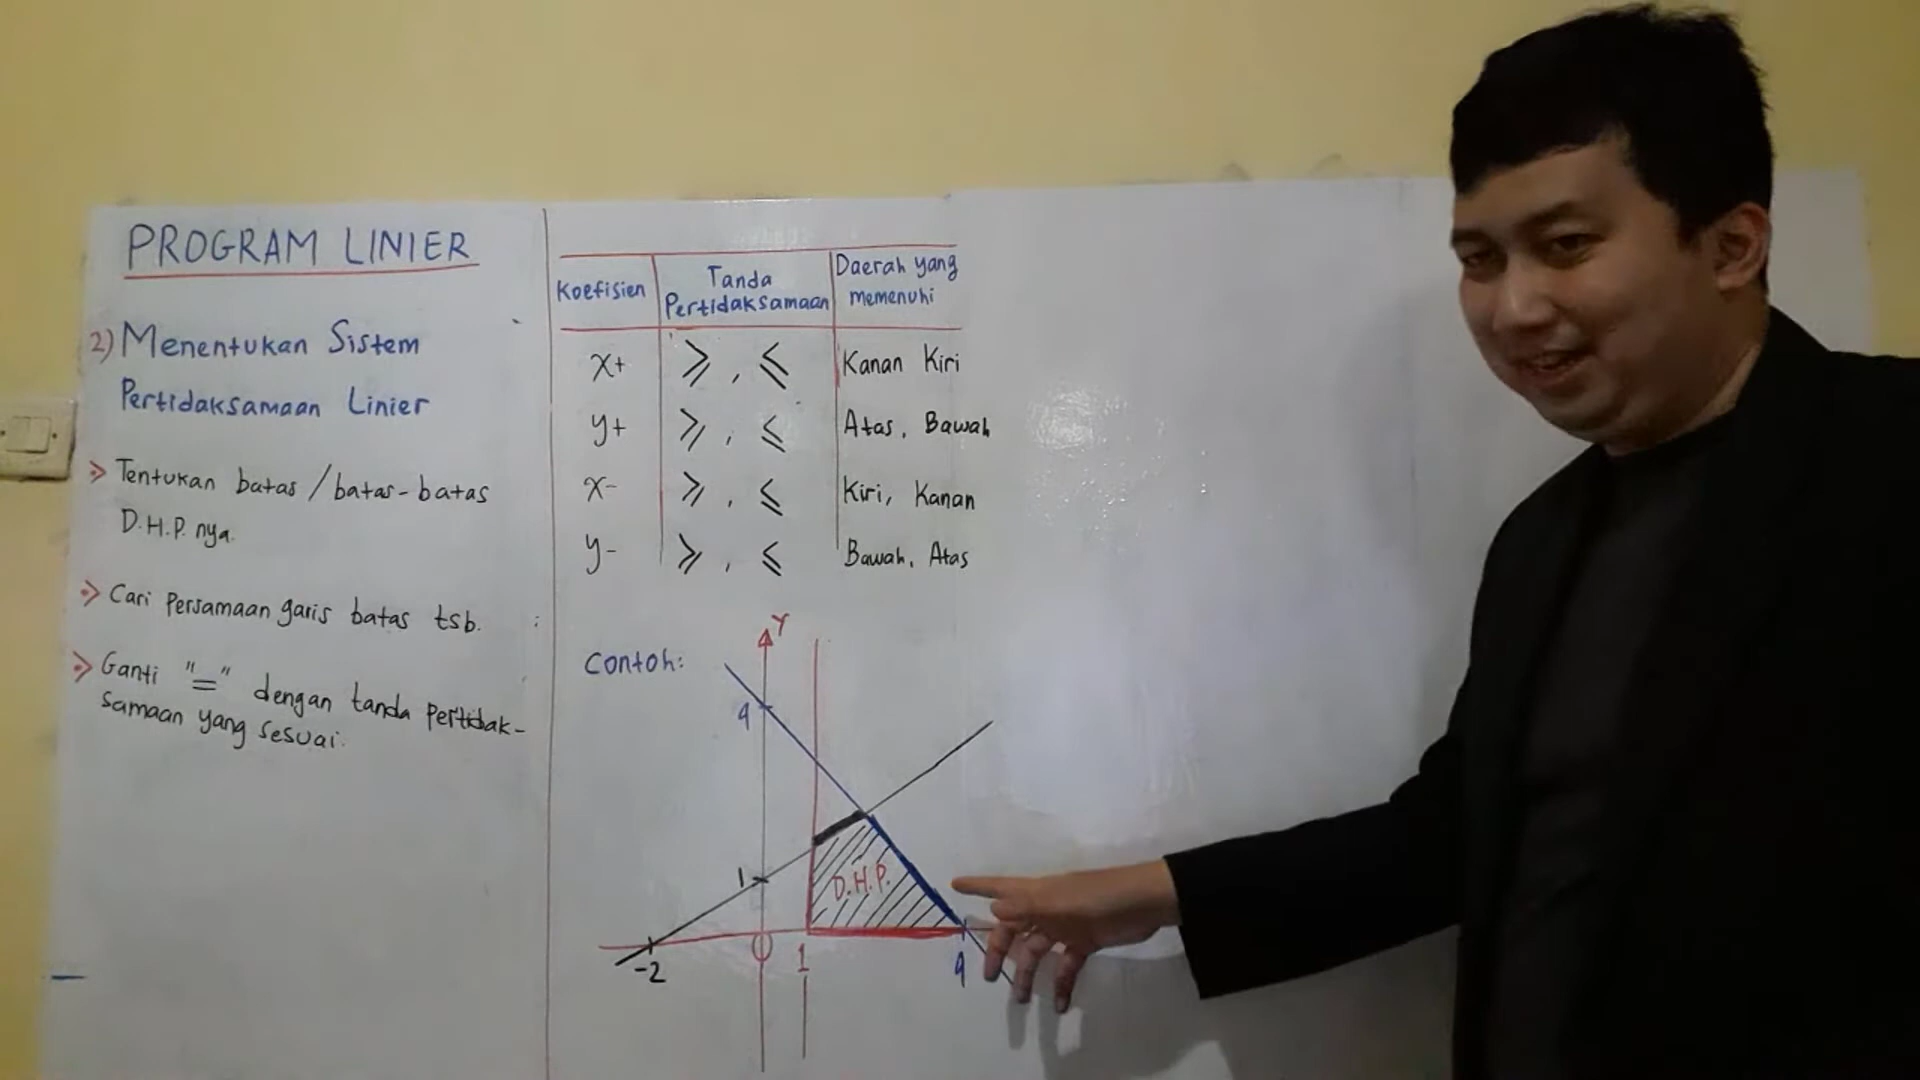 PROGRAM LINIER
2) Menentukan Sistem
Pertidaksamaan Linier
> Tentukan batas / batas-batas
D.H.P. nya.
> Cari Persamaan garis batas tsb.
> Ganti "=" dengan tanda Pertidak-
samaan yang sesuai.
Koefisien
Tanda
Pertidaksamaan
Daerah yang
memenuhi
x+ ⩾ , ⩽ Kanan Kiri
y+ ⩾ , ⩽ Atas, Bawah
x- ⩾ , ⩽ Kiri, Kanan
y- ⩾ , ⩽ Bawah, Atas
Contoh:
Y
4
1
D.H.P.
-2
0
1
4